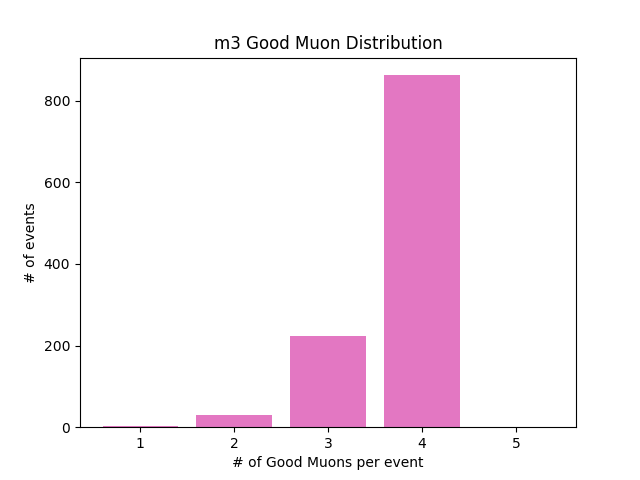 m3 Good Muon Distribution
800
600
400
200
0
# of events
1 2 3 4 5
# of Good Muons per event